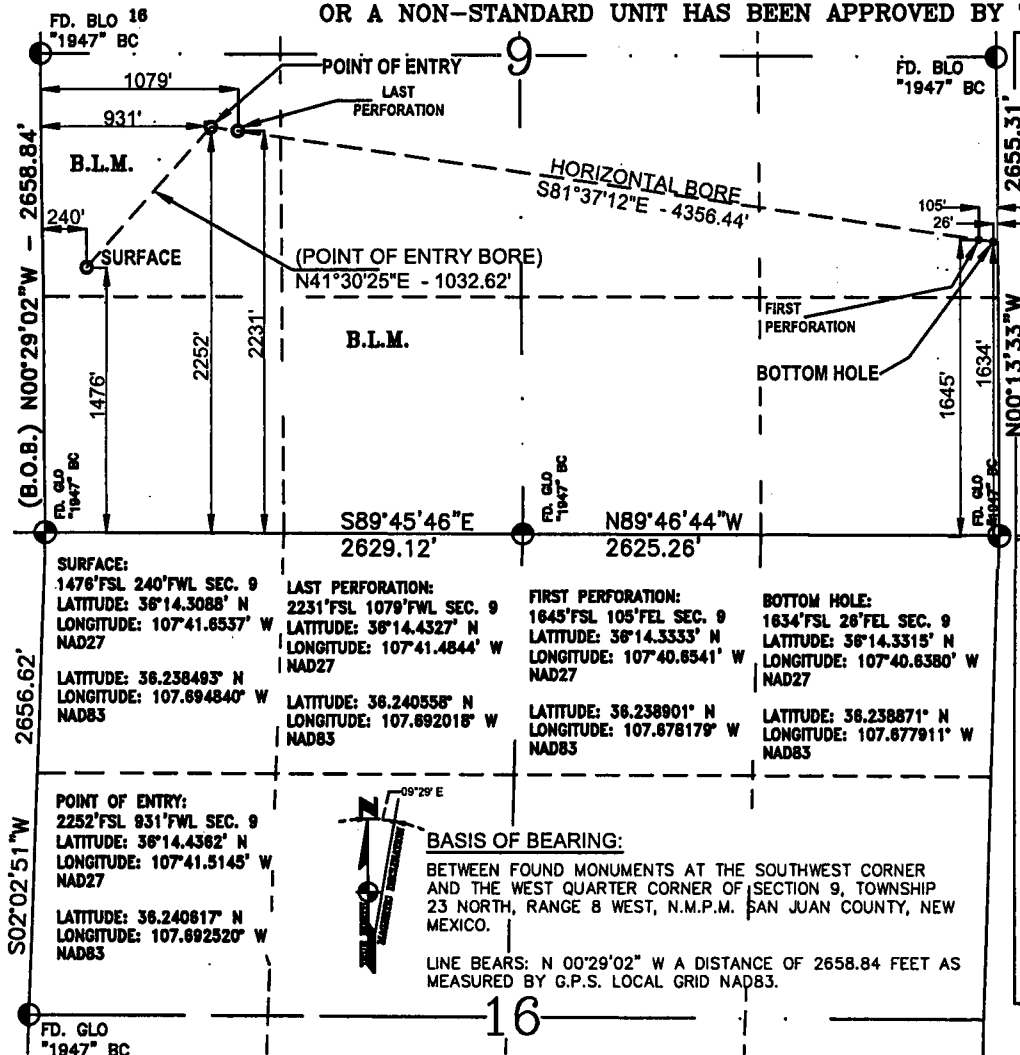 OR A NON-STANDARD UNIT HAS BEEN APPROVED BY
FD. BLO 16
"1947" BC
9
FD. BLO
"1947" BC
POINT OF ENTRY
1079'
LAST
PERFORATION
931'
B.L.M.
HORIZONTAL BORE
S81°37'12"E - 4356.44'
240'
105'
26'
SURFACE
(POINT OF ENTRY BORE)
N41°30'25"E - 1032.62'
FIRST
PERFORATION
B.L.M.
BOTTOM HOLE
1476'
2252'
2231'
1645'
1634'
(B.O.B.) N00°29'02"W - 2658.84'
2655.31'
N00°13'33"W
FD. GLO
"1947" BC
FD. GLO
"1947" BC
FD. GLO
"1947" BC
S89°45'46"E
2629.12'
N89°46'44"W
2625.26'
SURFACE:
1476'FSL 240'FWL SEC. 9
LATITUDE: 36°14.3088' N
LONGITUDE: 107°41.6537' W
NAD27
LATITUDE: 36.238493° N
LONGITUDE: 107.694840° W
NAD83
LAST PERFORATION:
2231'FSL 1079'FWL SEC. 9
LATITUDE: 36°14.4327' N
LONGITUDE: 107°41.4844' W
NAD27
LATITUDE: 36.240558° N
LONGITUDE: 107.692018° W
NAD83
FIRST PERFORATION:
1645'FSL 105'FEL SEC. 9
LATITUDE: 36°14.3333' N
LONGITUDE: 107°40.6541' W
NAD27
LATITUDE: 36.238901° N
LONGITUDE: 107.678179° W
NAD83
BOTTOM HOLE:
1634'FSL 26'FEL SEC. 9
LATITUDE: 36°14.3315' N
LONGITUDE: 107°40.6380' W
NAD27
LATITUDE: 36.238871° N
LONGITUDE: 107.677911° W
NAD83
2656.62'
S02°02'51"W
POINT OF ENTRY:
2252'FSL 931'FWL SEC. 9
LATITUDE: 36°14.4362' N
LONGITUDE: 107°41.5145' W
NAD27
LATITUDE: 36.240617° N
LONGITUDE: 107.692520° W
NAD83
09°29' E
N
MAGNETIC DECLINATION
BASIS OF BEARING:
BETWEEN FOUND MONUMENTS AT THE SOUTHWEST CORNER
AND THE WEST QUARTER CORNER OF SECTION 9, TOWNSHIP
23 NORTH, RANGE 8 WEST, N.M.P.M. SAN JUAN COUNTY, NEW
MEXICO.
LINE BEARS: N 00°29'02" W A DISTANCE OF 2658.84 FEET AS
MEASURED BY G.P.S. LOCAL GRID NAD83.
16
FD. GLO
"1947" BC